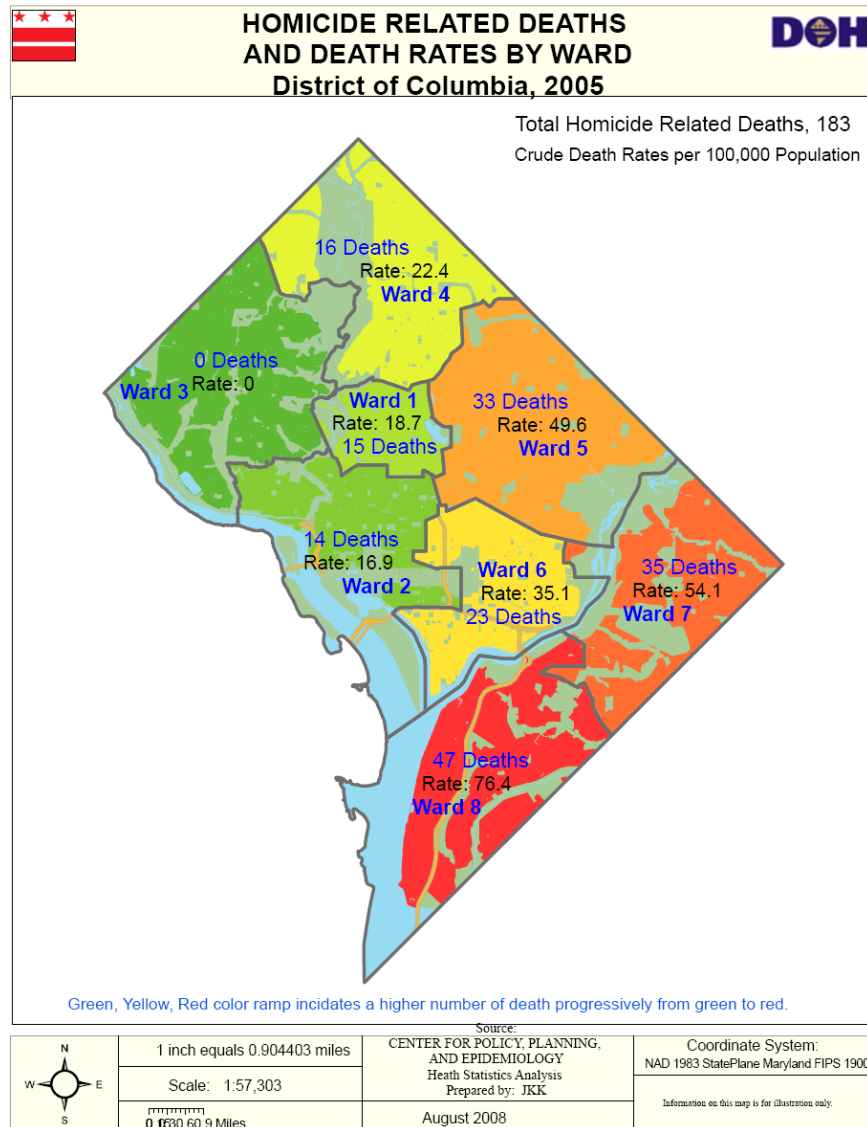 HOMICIDE RELATED DEATHS
AND DEATH RATES BY WARD
District of Columbia, 2005
DOH
Total Homicide Related Deaths, 183
Crude Death Rates per 100,000 Population
16 Deaths
Rate: 22.4
Ward 4
0 Deaths
Rate: 0
Ward 3
Ward 1
Rate: 18.7
15 Deaths
33 Deaths
Rate: 49.6
Ward 5
14 Deaths
Rate: 16.9
Ward 2
Ward 6
Rate: 35.1
23 Deaths
35 Deaths
Rate: 54.1
Ward 7
47 Deaths
Rate: 76.4
Ward 8
Green, Yellow, Red color ramp incidates a higher number of death progressively from green to red.
N
W
E
S
1 inch equals 0.904403 miles
Scale: 1:57,303
Miles
Source:
CENTER FOR POLICY, PLANNING,
AND EPIDEMIOLOGY
Heath Statistics Analysis
Prepared by: JKK
August 2008
Coordinate System:
NAD 1983 StatePlane Maryland FIPS 1900
Information on this map is for illustration only.